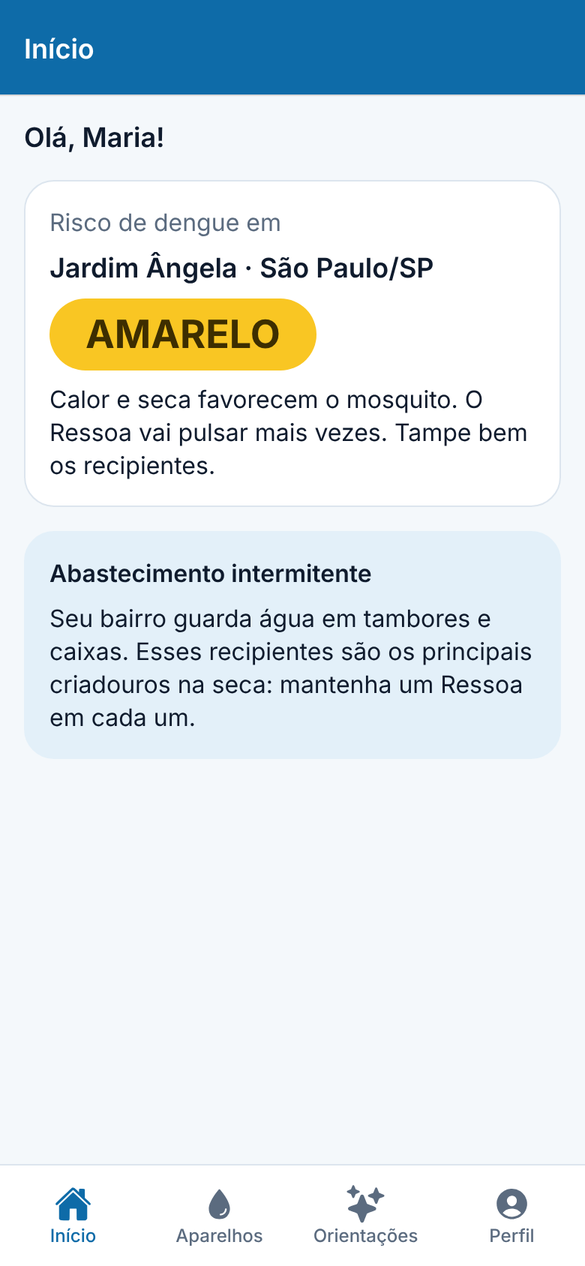 Início
Olá, Maria!
Risco de dengue em
Jardim Ângela · São Paulo/SP
AMARELO
Calor e seca favorecem o mosquito. O
Ressoa vai pulsar mais vezes. Tampe bem
os recipientes.
Abastecimento intermitente
Seu bairro guarda água em tambores e
caixas. Esses recipientes são os principais
criadouros na seca: mantenha um Ressoa
em cada um.
Início
Aparelhos
Orientações
Perfil